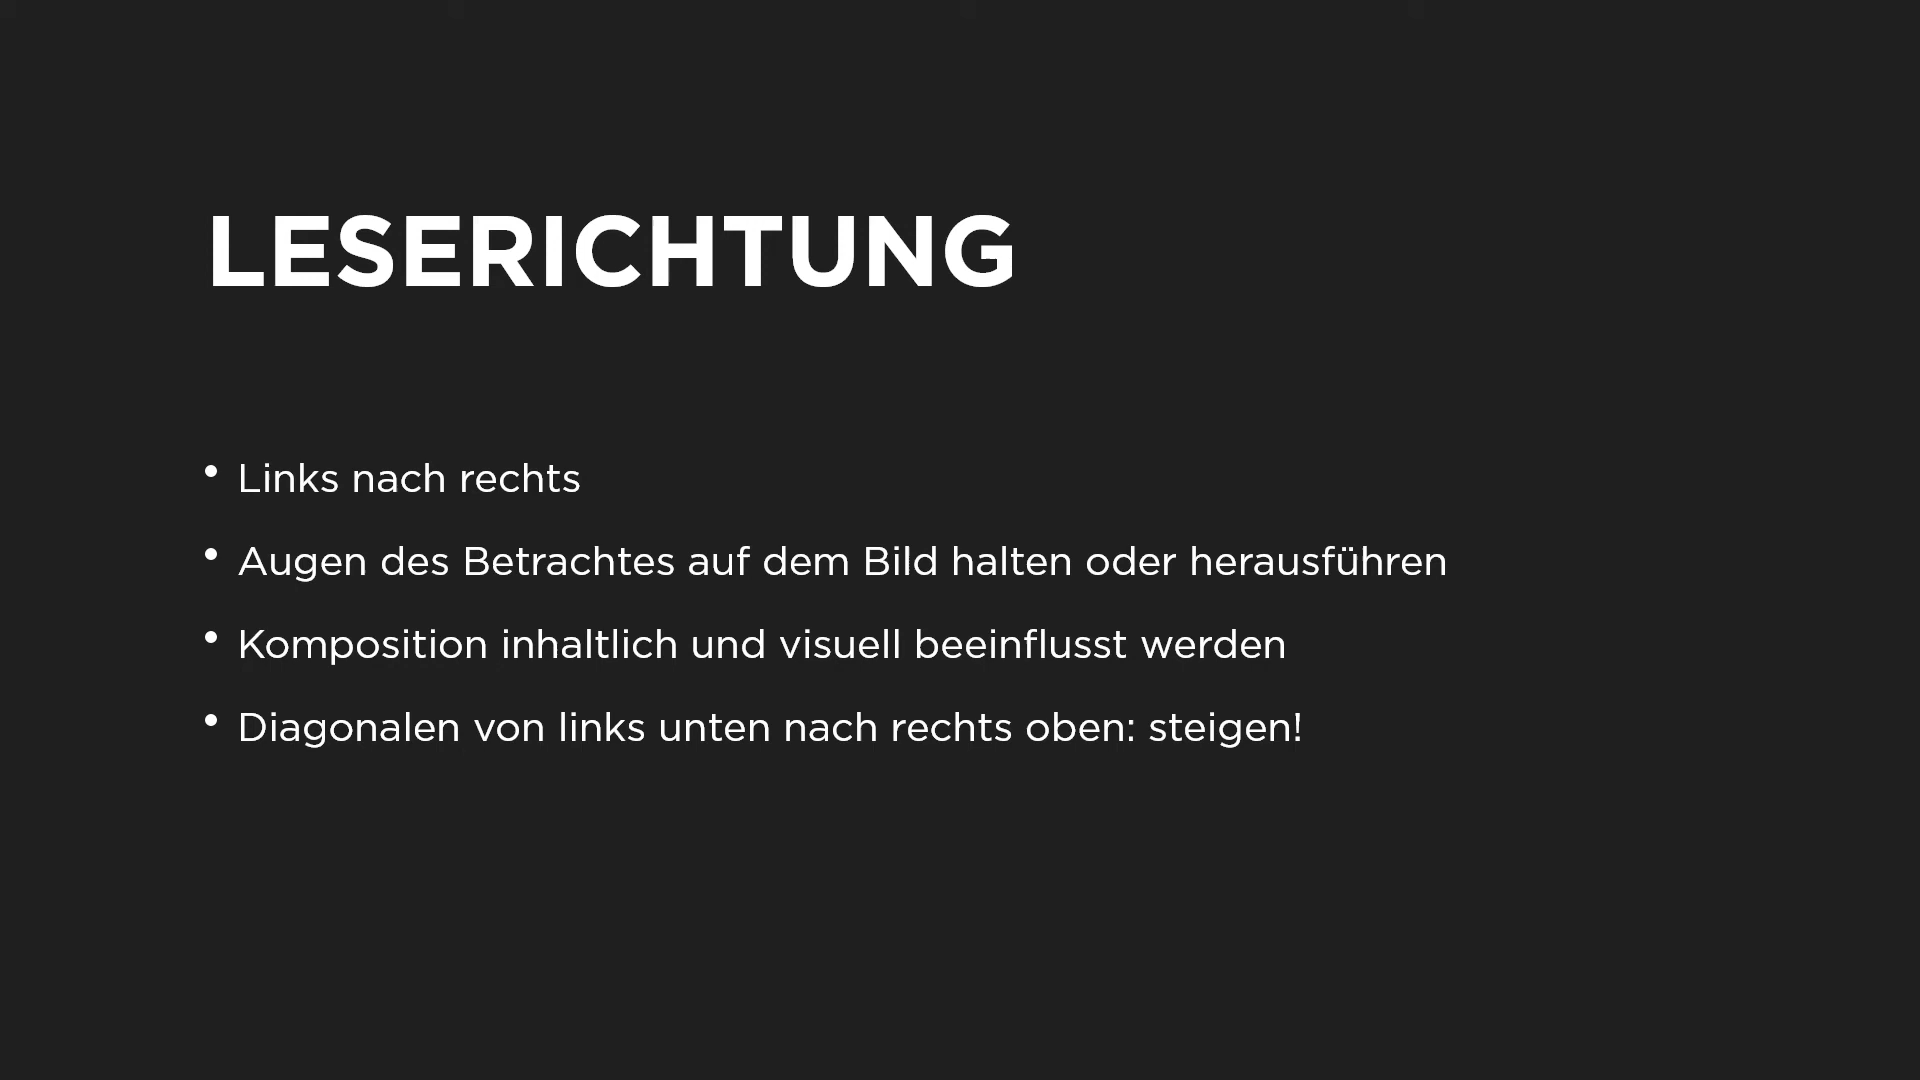 LESERICHTUNG
• Links nach rechts
• Augen des Betrachtes auf dem Bild halten oder herausführen
• Komposition inhaltlich und visuell beeinflusst werden
• Diagonalen von links unten nach rechts oben: steigen!